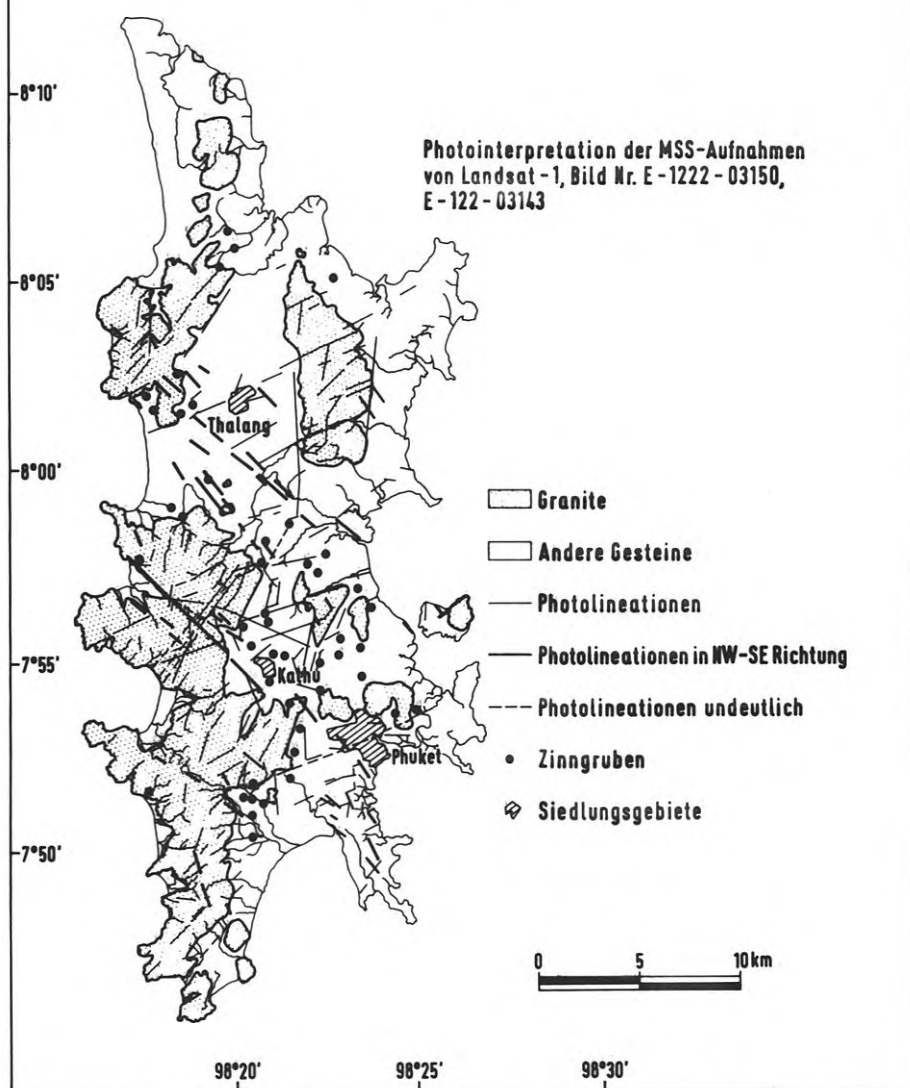 8°10'
Photointerpretation der MSS-Aufnahmen
von Landsat-1, Bild Nr. E-1222-03150,
E-122-03143
8°05'
Thalang
8°00'
Granite
Andere Gesteine
Photolineationen
Photolineationen in NW-SE Richtung
7°55'
Kathu
Photolineationen undeutlich
Phuket
Zinngruben
Siedlungsgebiete
7°50'
0 5 10 km
98°20' 98°25' 98°30'